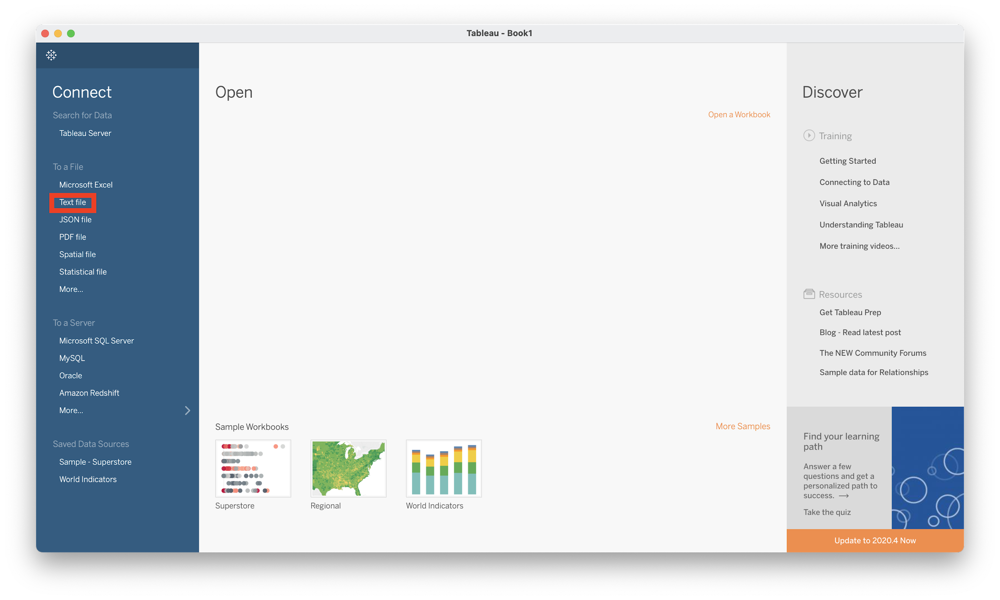 Tableau - Book1
Connect
Search for Data
Tableau Server
To a File
Microsoft Excel
Text file
JSON file
PDF file
Spatial file
Statistical file
More...
To a Server
Microsoft SQL Server
MySQL
Oracle
Amazon Redshift
More...
Saved Data Sources
Sample - Superstore
World Indicators
Open
Open a Workbook
Sample Workbooks
More Samples
Superstore
Regional
World Indicators
Discover
Training
Getting Started
Connecting to Data
Visual Analytics
Understanding Tableau
More training videos...
Resources
Get Tableau Prep
Blog - Read latest post
The NEW Community Forums
Sample data for Relationships
Find your learning
path
Answer a few
questions and get a
personalized path to
success. →
Take the quiz
Update to 2020.4 Now